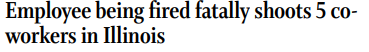 Employee being fired fatally shoots 5 co-
workers in Illinois